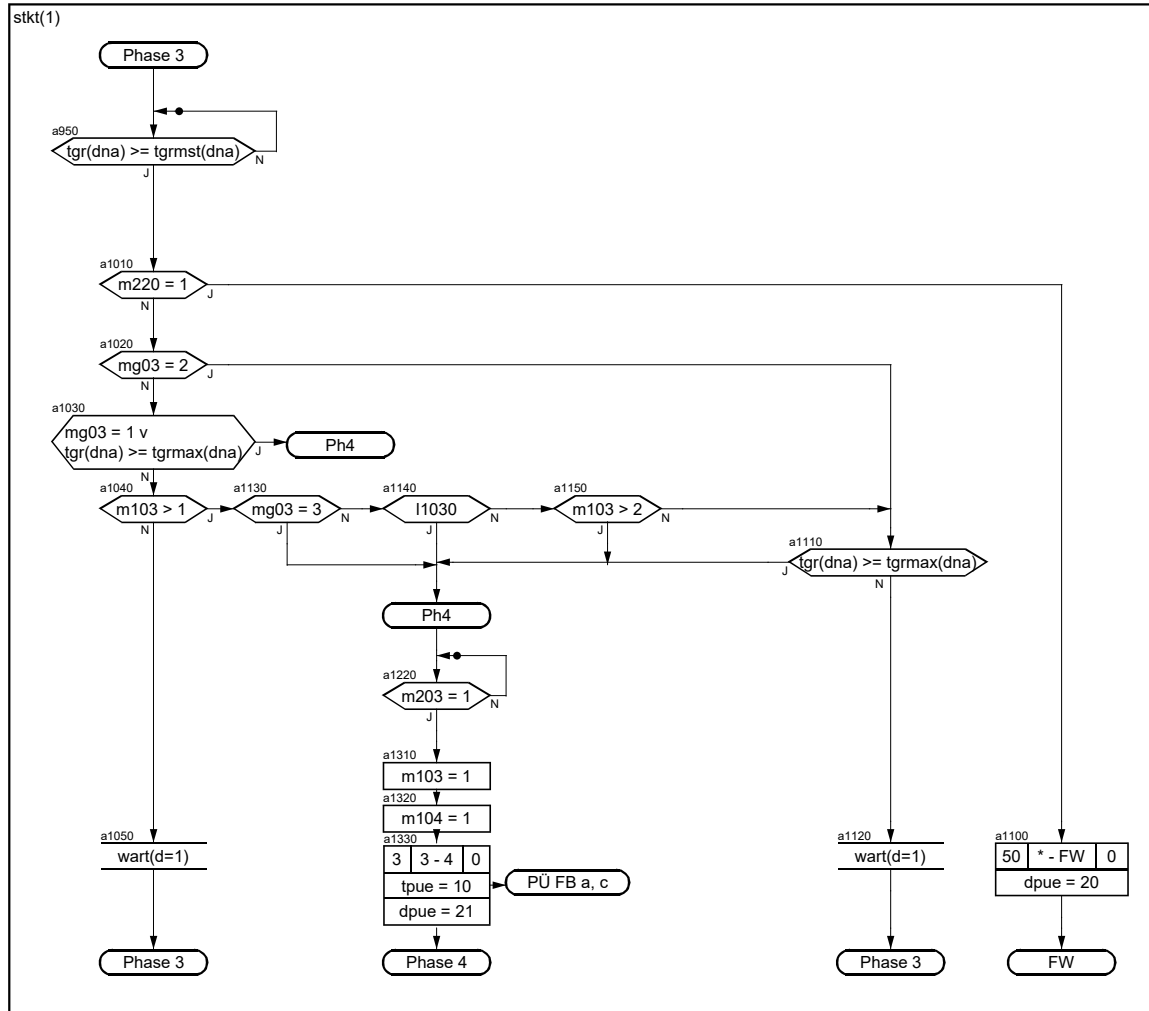 stkt(1)
Phase 3
a950
tgr(dna) >= tgrmst(dna)
N
J
a1010
m220 = 1
J
N
a1020
mg03 = 2
J
N
a1030
mg03 = 1 v
tgr(dna) >= tgrmax(dna)
J
N
Ph4
a1040
m103 > 1
J
N
a1130
mg03 = 3
N
J
a1140
l1030
N
J
a1150
m103 > 2
N
J
a1110
tgr(dna) >= tgrmax(dna)
J
N
Ph4
a1220
m203 = 1
N
J
a1310
m103 = 1
a1320
m104 = 1
a1330
3 3 - 4 0
tpue = 10
dpue = 21
PÜ FB a, c
a1050
wart(d=1)
a1120
wart(d=1)
a1100
50 * - FW 0
dpue = 20
Phase 3
Phase 4
Phase 3
FW